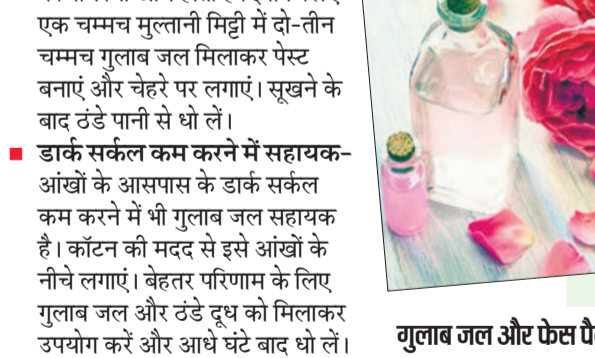 एक चम्मच मुल्तानी मिट्टी में दो-तीन
चम्मच गुलाब जल मिलाकर पेस्ट
बनाएं और चेहरे पर लगाएं। सूखने के
बाद ठंडे पानी से धो लें।
■ डार्क सर्कल कम करने में सहायक–
आंखों के आसपास के डार्क सर्कल
कम करने में भी गुलाब जल सहायक
है। कॉटन की मदद से इसे आंखों के
नीचे लगाएं। बेहतर परिणाम के लिए
गुलाब जल और ठंडे दूध को मिलाकर
उपयोग करें और आधे घंटे बाद धो लें।
गुलाब जल और फेस